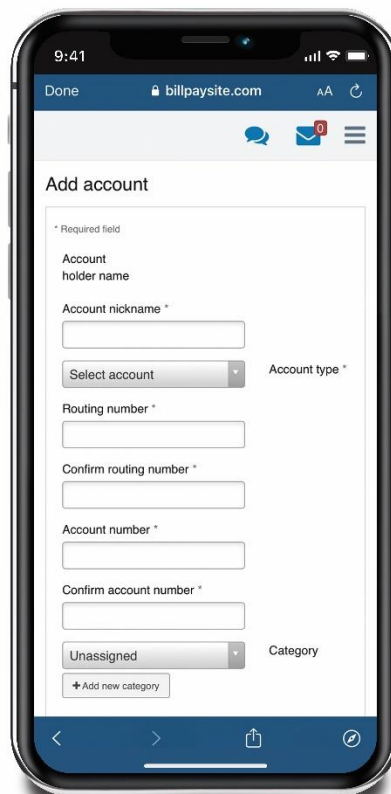 9:41
Done billpaysite.com AA
0
Add account
* Required field
Account
holder name
Account nickname *
Select account Account type *
Routing number *
Confirm routing number *
Account number *
Confirm account number *
Unassigned Category
+ Add new category